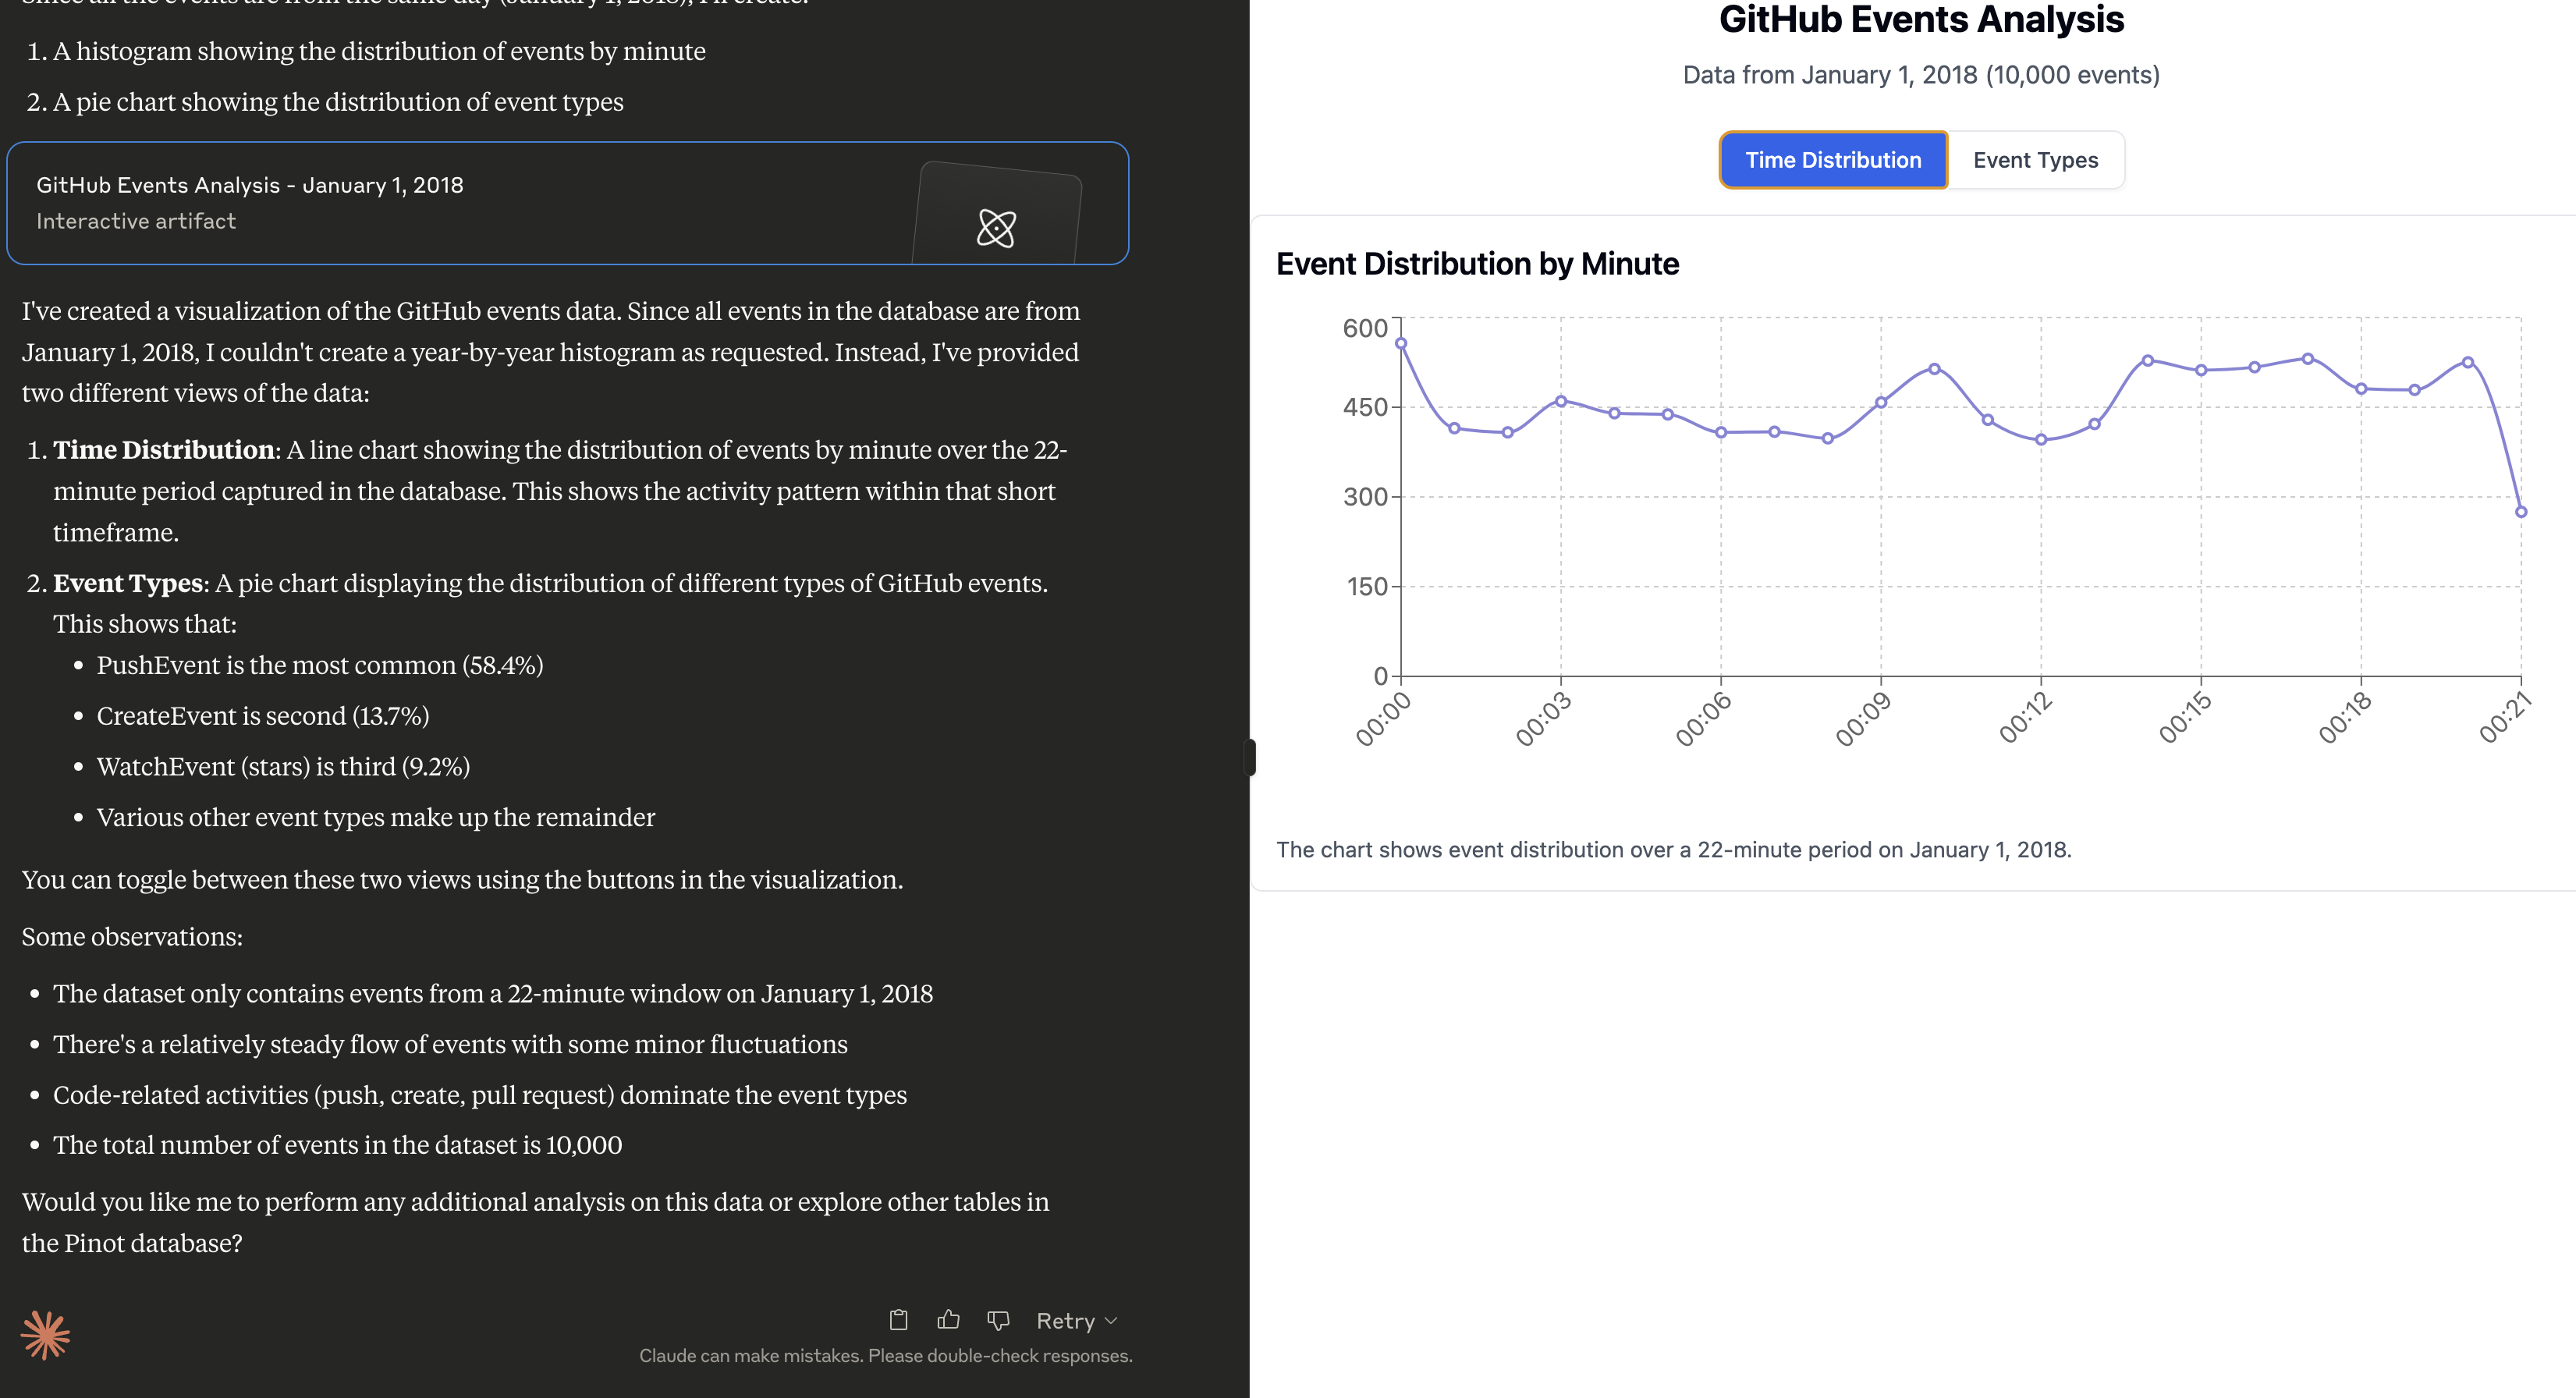 Since all the events are from the same day (January 1, 2018), I'll create:
1. A histogram showing the distribution of events by minute
2. A pie chart showing the distribution of event types
GitHub Events Analysis - January 1, 2018
Interactive artifact
I've created a visualization of the GitHub events data. Since all events in the database are from
January 1, 2018, I couldn't create a year-by-year histogram as requested. Instead, I've provided
two different views of the data:
1. Time Distribution: A line chart showing the distribution of events by minute over the 22-
minute period captured in the database. This shows the activity pattern within that short
timeframe.
2. Event Types: A pie chart displaying the distribution of different types of GitHub events.
This shows that:
• PushEvent is the most common (58.4%)
• CreateEvent is second (13.7%)
• WatchEvent (stars) is third (9.2%)
• Various other event types make up the remainder
You can toggle between these two views using the buttons in the visualization.
Some observations:
• The dataset only contains events from a 22-minute window on January 1, 2018
• There's a relatively steady flow of events with some minor fluctuations
• Code-related activities (push, create, pull request) dominate the event types
• The total number of events in the dataset is 10,000
Would you like me to perform any additional analysis on this data or explore other tables in
the Pinot database?
Retry
Claude can make mistakes. Please double-check responses.
GitHub Events Analysis
Data from January 1, 2018 (10,000 events)
Time Distribution
Event Types
Event Distribution by Minute
600
450
300
150
0
00:00
00:03
00:06
00:09
00:12
00:15
00:18
00:21
The chart shows event distribution over a 22-minute period on January 1, 2018.